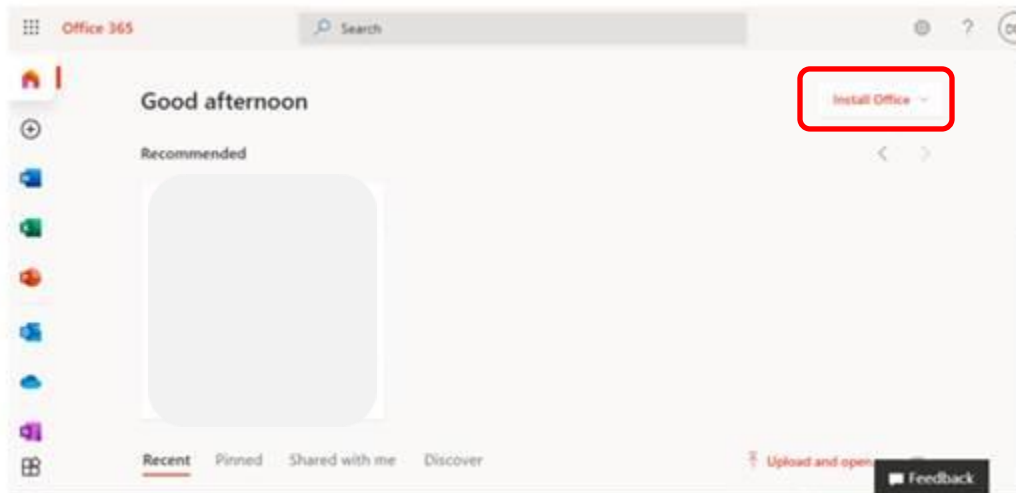 Office 365
Search
?
Good afternoon
Install Office
Recommended
Recent Pinned Shared with me Discover
Upload and open
Feedback